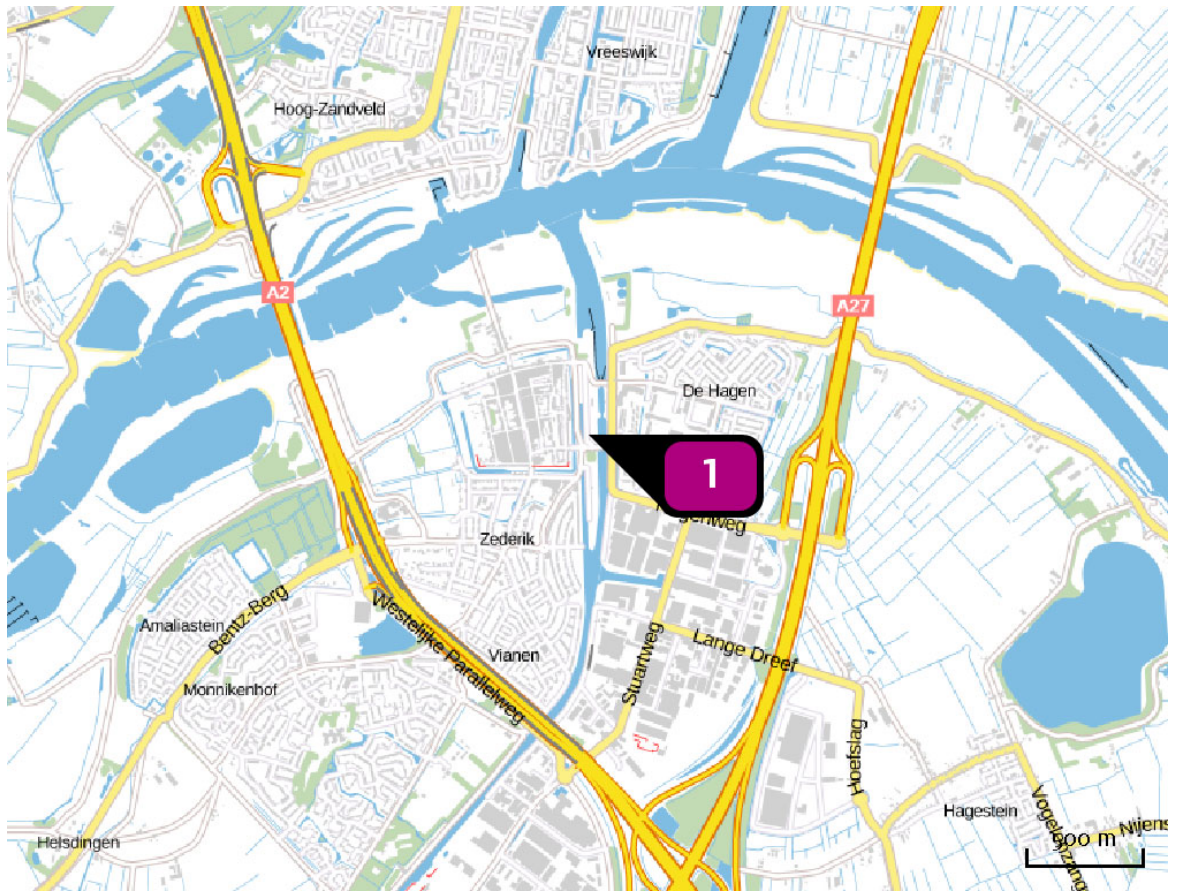 Vreeswijk
Hoog-Zandveld
A2
A27
De Hagen
1
Zederik
Bentz-Berg
Amaliastein
Westelijke Parallelweg
Vianen
Lange Dreef
Stuartweg
Monnikenhof
Hoefslag
Hagestein
Helsdingen